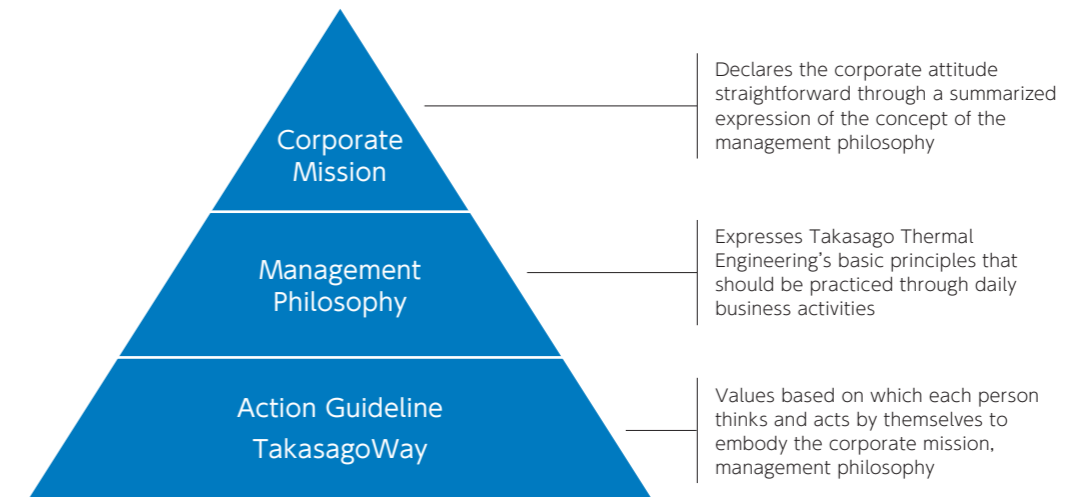 Corporate
Mission
Declares the corporate attitude
straightforward through a summarized
expression of the concept of the
management philosophy
Management
Philosophy
Expresses Takasago Thermal
Engineering’s basic principles that
should be practiced through daily
business activities
Action Guideline
TakasagoWay
Values based on which each person
thinks and acts by themselves to
embody the corporate mission,
management philosophy